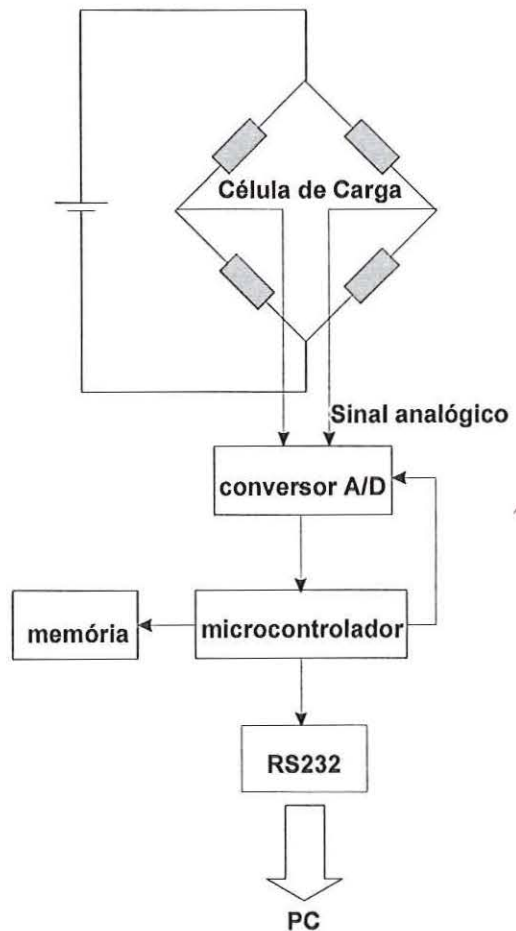 Célula de Carga
Sinal analógico
conversor A/D
memória
microcontrolador
RS232
PC